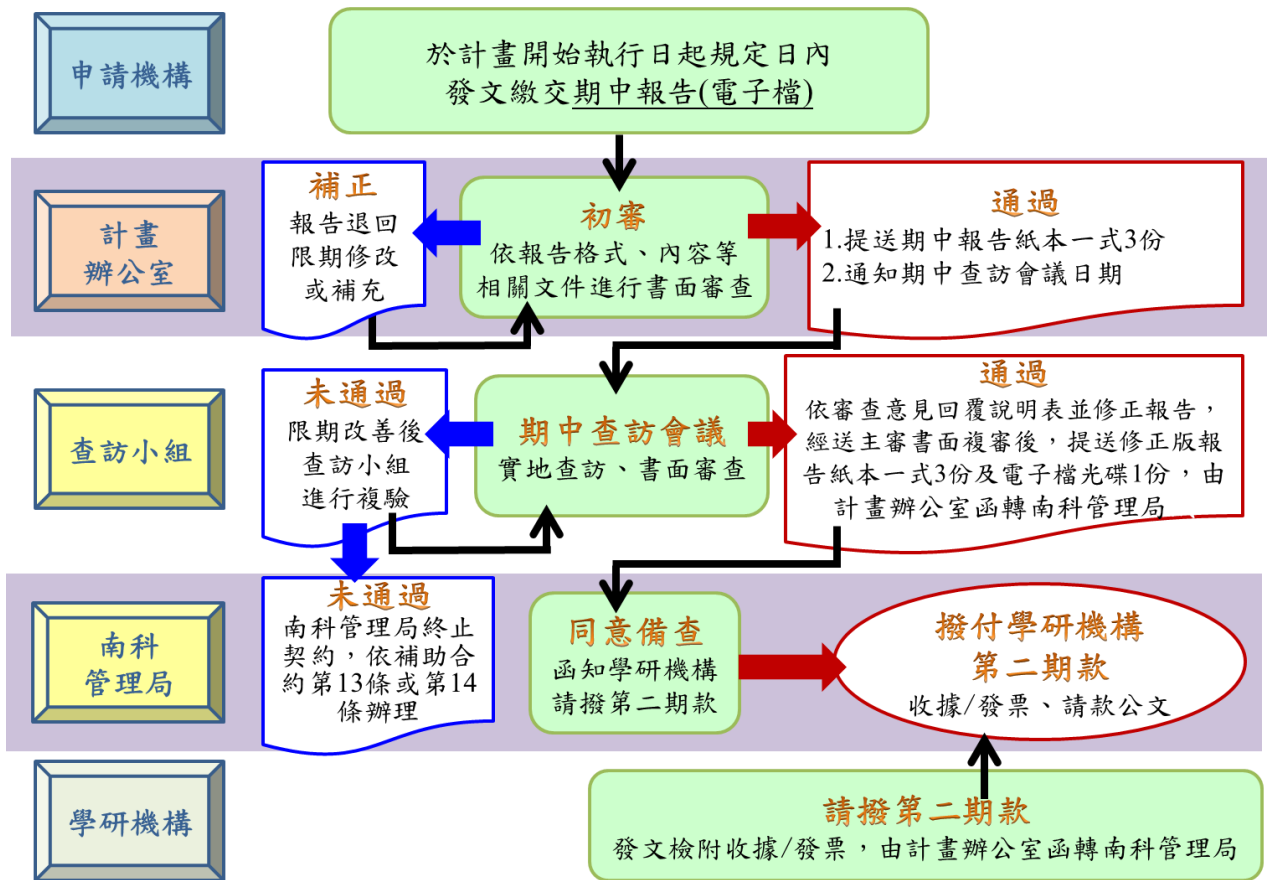 申請機構
於計畫開始執行日起規定日內
發文繳交期中報告(電子檔)
計畫
辦公室
補正
報告退回
限期修改
或補充
初審
依報告格式、內容等
相關文件進行書面審查
通過
1.提送期中報告紙本一式3份
2.通知期中查訪會議日期
查訪小組
未通過
限期改善後
查訪小組
進行複驗
期中查訪會議
實地查訪、書面審查
通過
依審查意見回覆說明表並修正報告，
經送主審書面複審後，提送修正版報
告紙本一式3份及電子檔光碟1份，由
計畫辦公室函轉南科管理局
南科
管理局
未通過
南科管理局終止
契約，依補助合
約第13條或第14
條辦理
同意備查
函知學研機構
請撥第二期款
撥付學研機構
第二期款
收據/發票、請款公文
學研機構
請撥第二期款
發文檢附收據/發票，由計畫辦公室函轉南科管理局